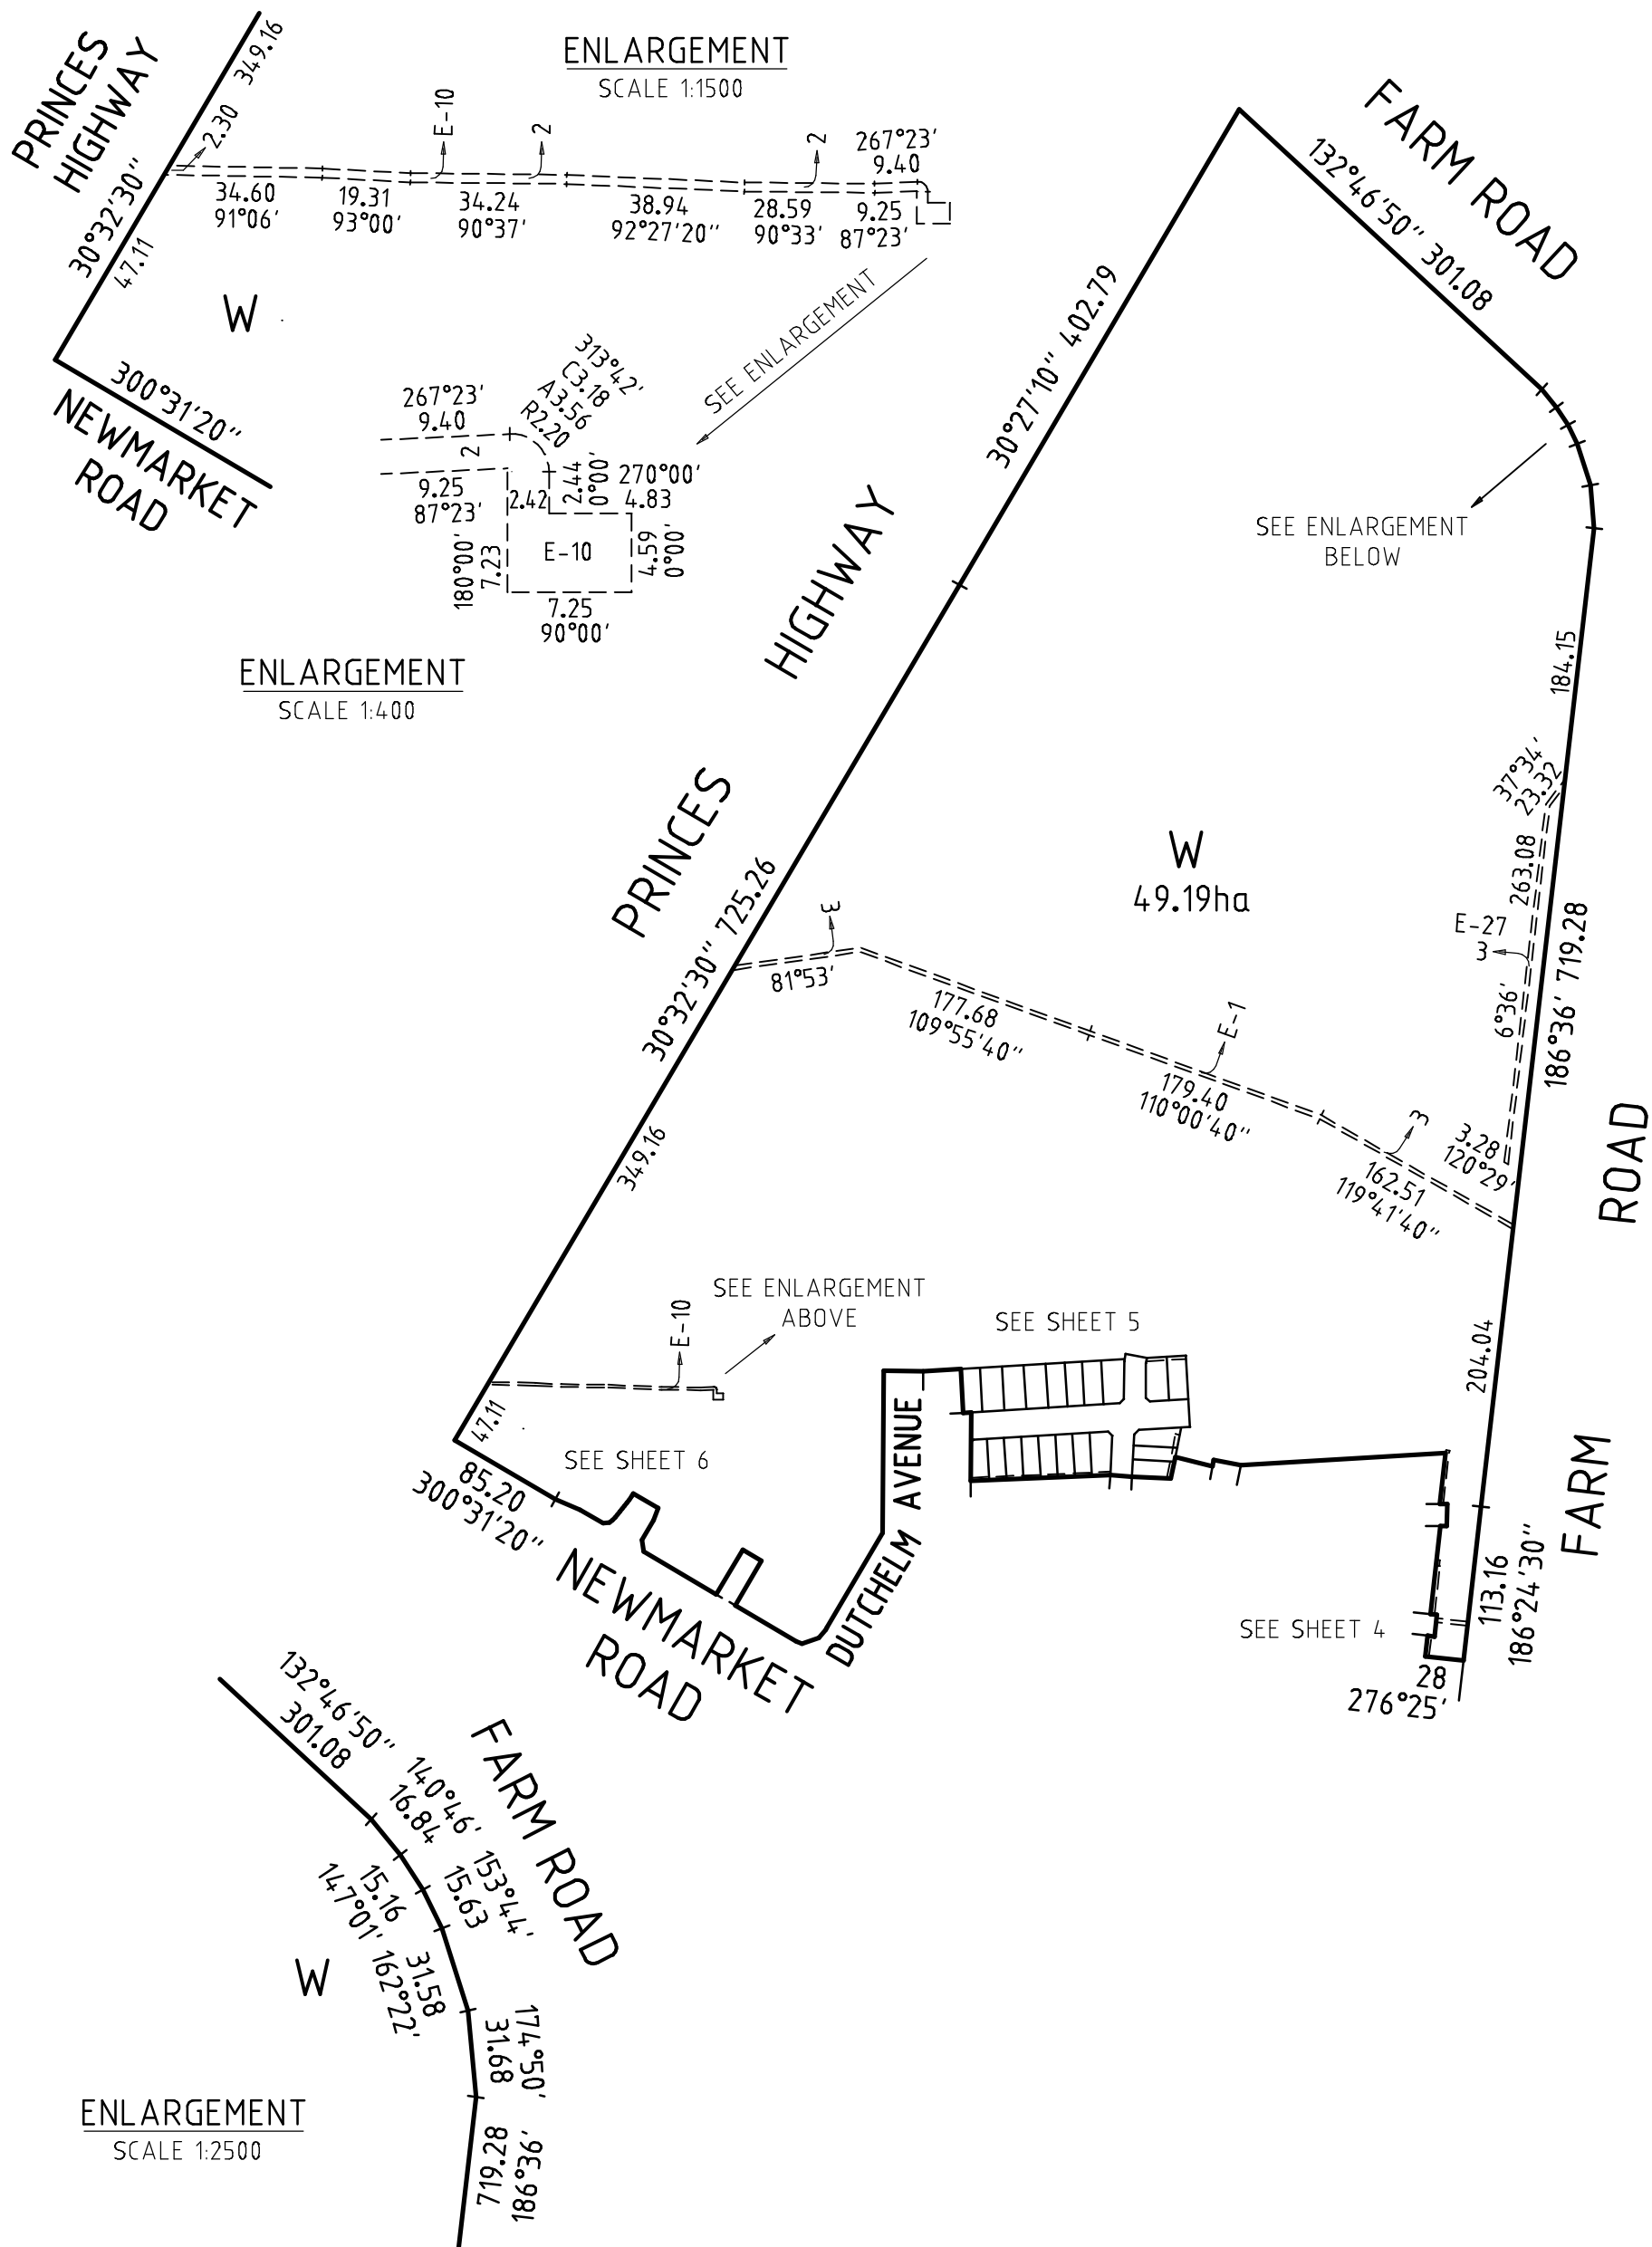 ENLARGEMENT
SCALE 1:1500
PRINCES
HIGHWAY
349.16
2.30
30°32'30"
47.11
E-10
2
2
267°23'
9.40
34.60
91°06'
19.31
93°00'
34.24
90°37'
38.94
92°27'20"
28.59
90°33'
9.25
87°23'
W
300°31'20"
NEWMARKET
ROAD
SEE ENLARGEMENT
313°42'
C3.18
A3.56
R2.20
267°23'
9.40
2
9.25
87°23'
2.42
2.44
0°00'
270°00'
4.83
180°00'
7.23
E-10
4.59
0°00'
7.25
90°00'
ENLARGEMENT
SCALE 1:400
FARM ROAD
132°46'50" 301.08
30°27'10" 402.79
SEE ENLARGEMENT
BELOW
PRINCES HIGHWAY
184.15
37°34'
23.32
W
49.19ha
263.08
E-27
3
6°36'
186°36' 719.28
30°32'30" 725.26
3
81°53'
177.68
109°55'40"
E-1
179.40
110°00'40"
3
3.28
120°29'
162.51
119°41'40"
FARM ROAD
349.16
SEE ENLARGEMENT
ABOVE
E-10
SEE SHEET 5
204.04
47.11
SEE SHEET 6
85.20
300°31'20"
NEWMARKET
ROAD
DUTCHELM AVENUE
SEE SHEET 4
113.16
186°24'30"
28
276°25'
132°46'50"
301.08
FARM ROAD
140°46'
16.84
153°44'
15.63
15.16
147°01'
31.58
162°22'
W
174°50'
31.68
719.28
186°36'
ENLARGEMENT
SCALE 1:2500